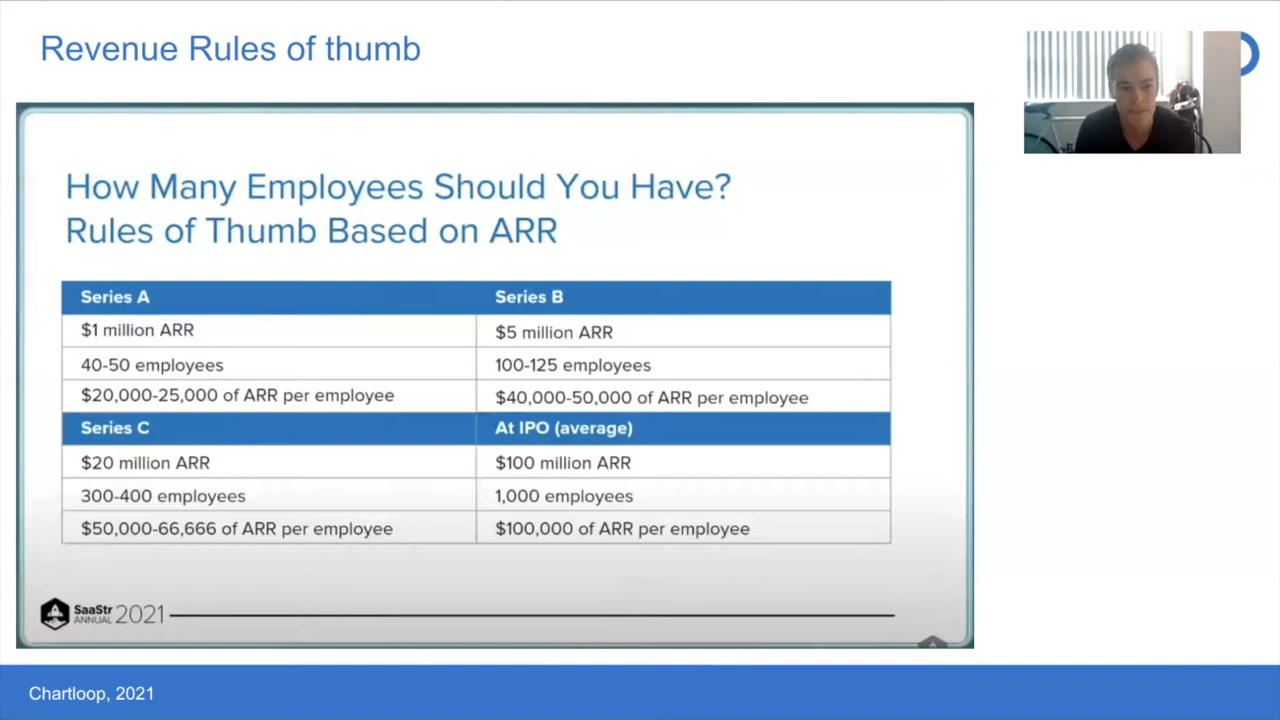 Revenue Rules of thumb
How Many Employees Should You Have?
Rules of Thumb Based on ARR
Series A
Series B
$1 million ARR
$5 million ARR
40-50 employees
100-125 employees
$20,000-25,000 of ARR per employee
$40,000-50,000 of ARR per employee
Series C
At IPO (average)
$20 million ARR
$100 million ARR
300-400 employees
1,000 employees
$50,000-66,666 of ARR per employee
$100,000 of ARR per employee
SaaStr
ANNUAL 2021
Chartloop, 2021